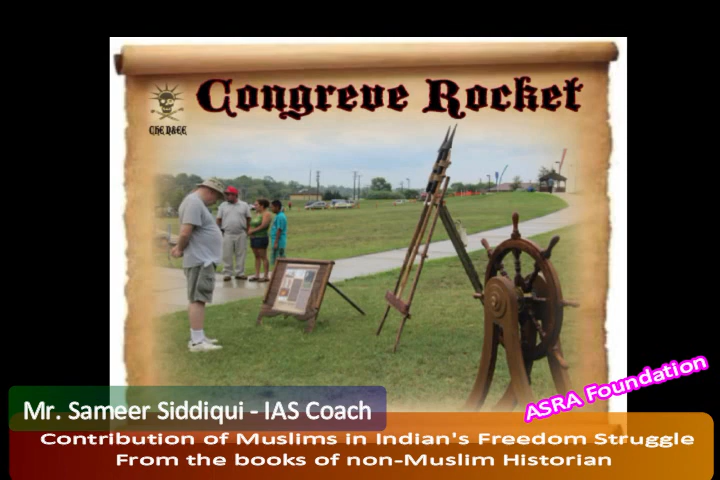 Congreve Rocket
Mr. Sameer Siddiqui - IAS Coach
ASRA Foundation
Contribution of Muslims in Indian's Freedom Struggle
From the books of non-Muslim Historian